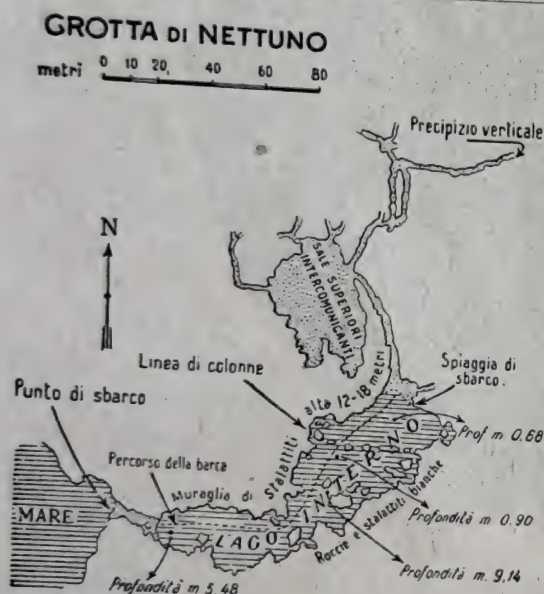 GROTTA DI NETTUNO
metri 0 10 20 40 60 80
Precipizio verticale
N
SALE SUPERIORI
INTERCOMUNICANTI
Linea di colonne
Spiaggia di
sbarco.
Punto di sbarco
Stalattiti alta 12-18 metri
Prof m 0.68
Percorso della barca
Muraglia di
MARE
LAGO INTERNO
Roccie e stalattiti bianche
Profondità m 0.90
Profondità m 5,48
Profondità m. 9,14